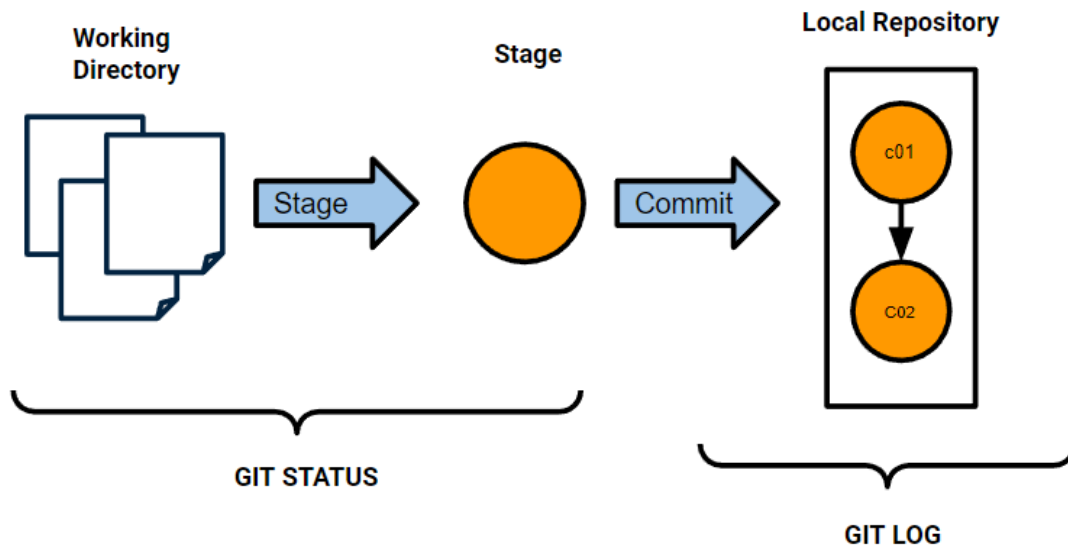 Working
Directory
Stage
Local Repository
Stage
Commit
c01
C02
GIT STATUS
GIT LOG